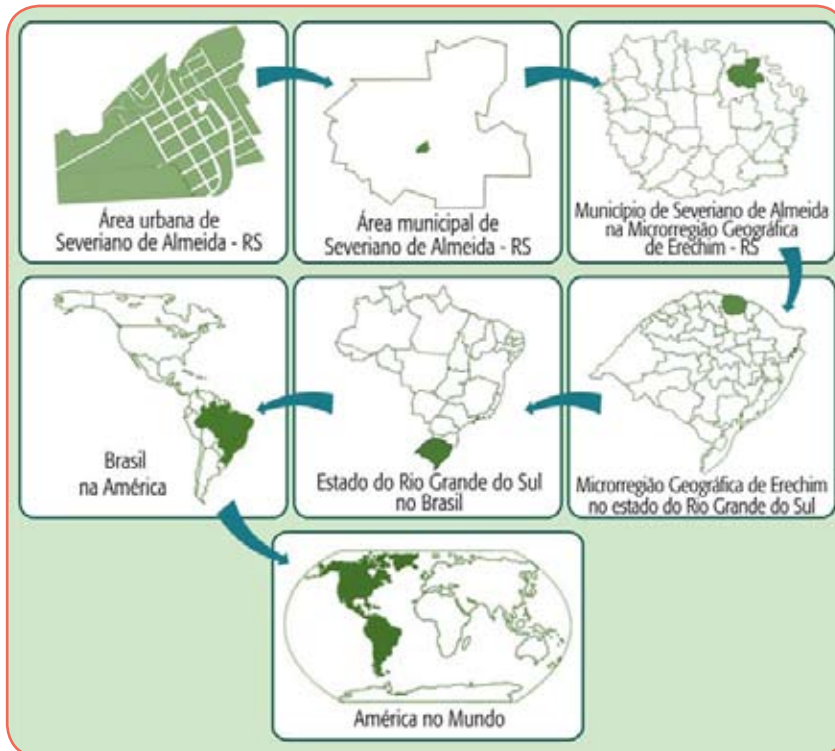 Área urbana de
Severiano de Almeida - RS
Área municipal de
Severiano de Almeida - RS
Município de Severiano de Almeida
na Microrregião Geográfica
de Erechim - RS
Microrregião Geográfica de Erechim
no estado do Rio Grande do Sul
Estado do Rio Grande do Sul
no Brasil
Brasil
na América
América no Mundo